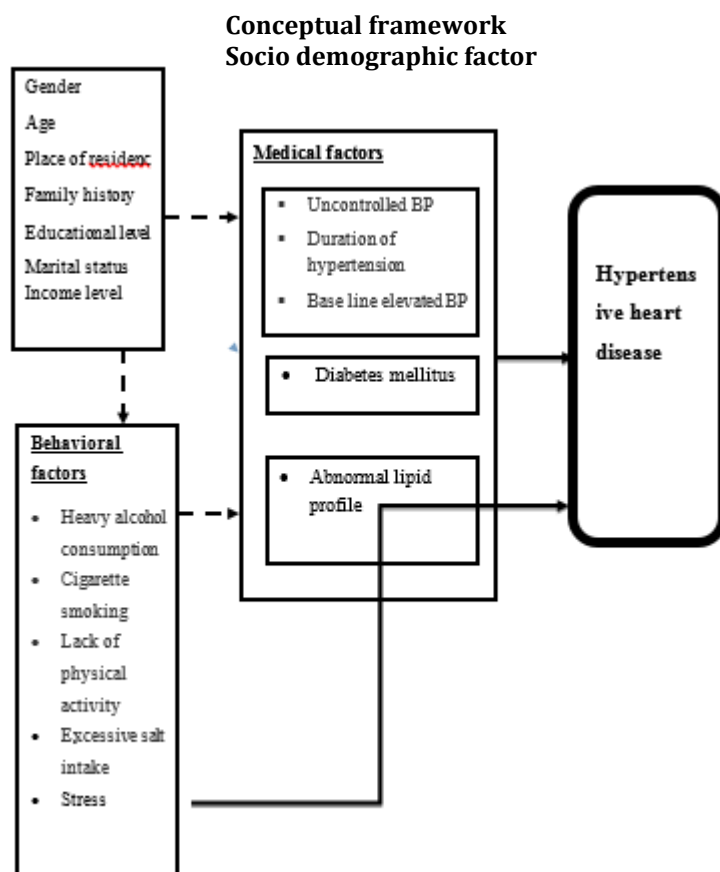 Conceptual framework
Socio demographic factor
Gender
Age
Place of residenc
Family history
Educational level
Marital status
Income level
Medical factors
▪ Uncontrolled BP
▪ Duration of
hypertension
▪ Base line elevated BP
• Diabetes mellitus
• Abnormal lipid
profile
Behavioral
factors
• Heavy alcohol
consumption
• Cigarette
smoking
• Lack of
physical
activity
• Excessive salt
intake
• Stress
Hypertens
ive heart
disease